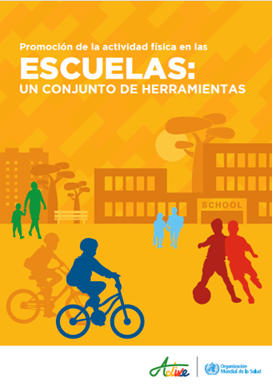 Promoción de la actividad física en las
ESCUELAS:
UN CONJUNTO DE HERRAMIENTAS
SCHOOL
Active
Organización
Mundial de la Salud